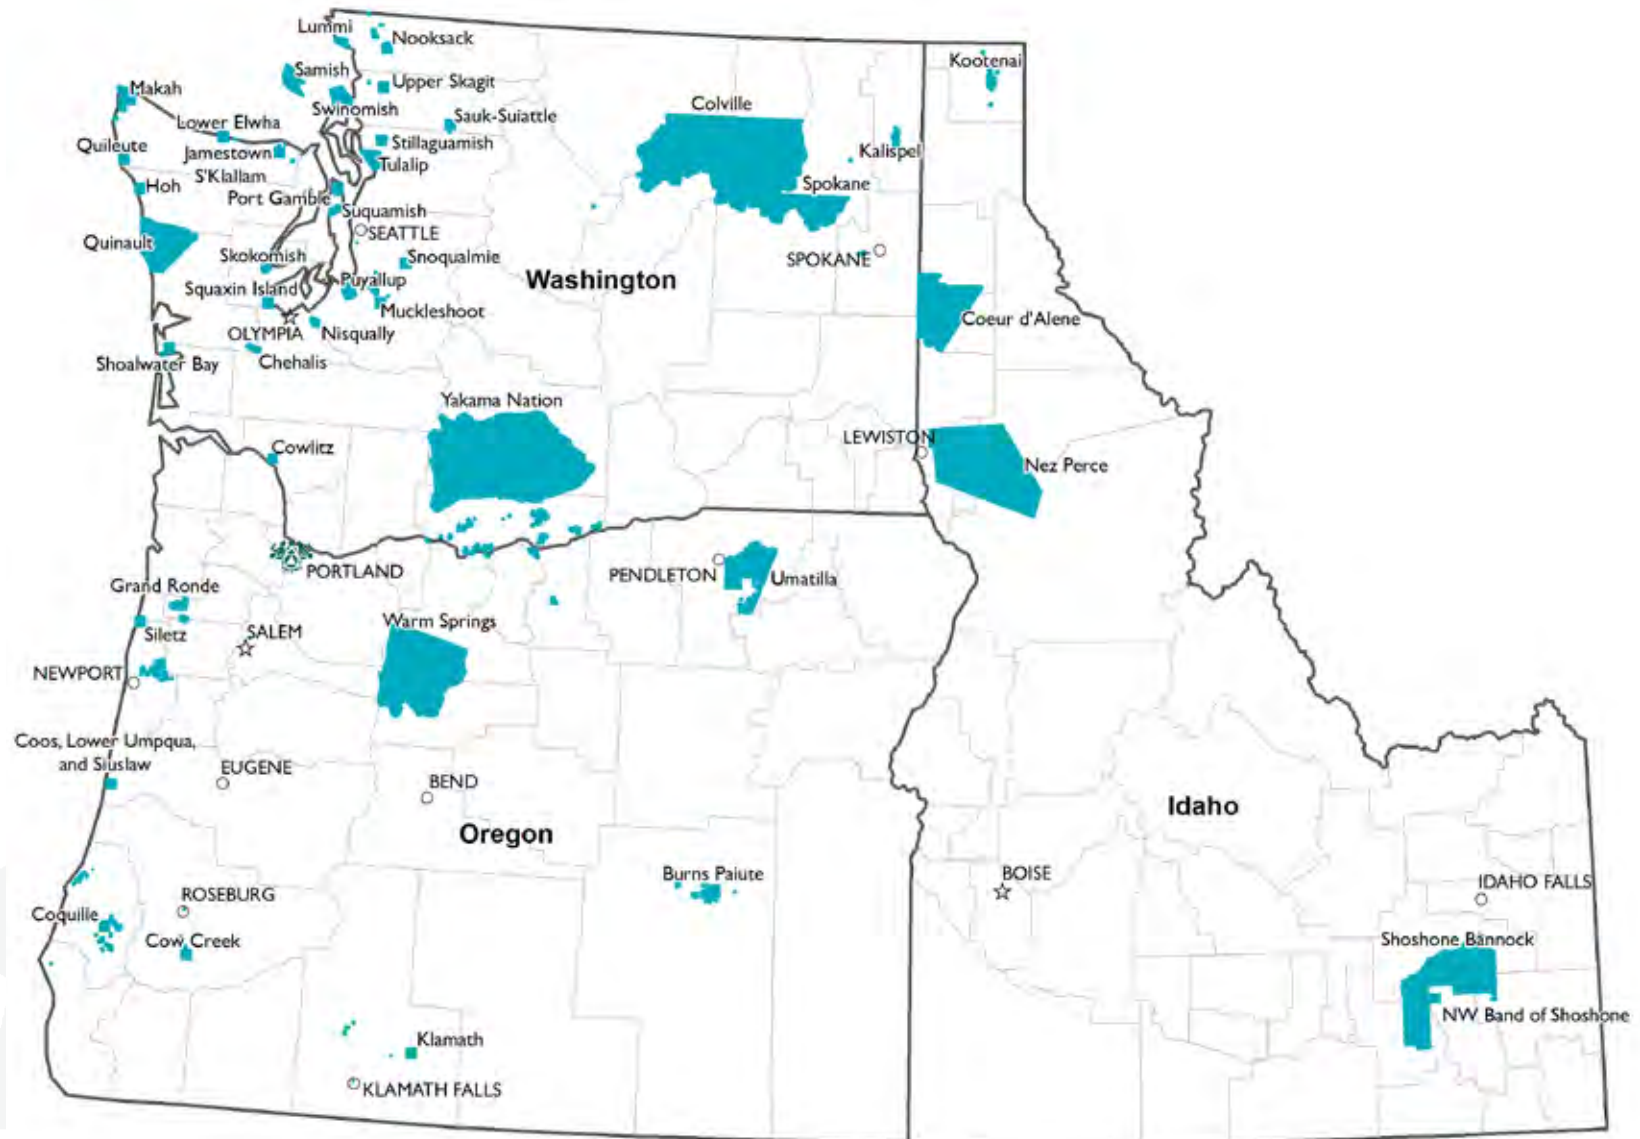 Lummi
Nooksack
Samish
Upper Skagit
Makah
Swinomish
Sauk-Suiattle
Lower Elwha
Stillaguamish
Quileute
Jamestown
S'Klallam
Tulalip
Hoh
Port Gamble
Suquamish
SEATTLE
Quinault
Skokomish
Snoqualmie
Squaxin Island
Puyallup
Muckleshoot
OLYMPIA
Nisqually
Shoalwater Bay
Chehalis
Colville
Kootenai
Kalispel
Spokane
SPOKANE
Washington
Coeur d'Alene
Yakama Nation
Cowlitz
LEWISTON
Nez Perce
PORTLAND
PENDLETON
Umatilla
Grand Ronde
Siletz
SALEM
Warm Springs
NEWPORT
Coos, Lower Umpqua,
and Siuslaw
EUGENE
BEND
Oregon
Idaho
Burns Paiute
BOISE
IDAHO FALLS
ROSEBURG
Coquille
Cow Creek
Shoshone Bannock
NW Band of Shoshone
Klamath
KLAMATH FALLS